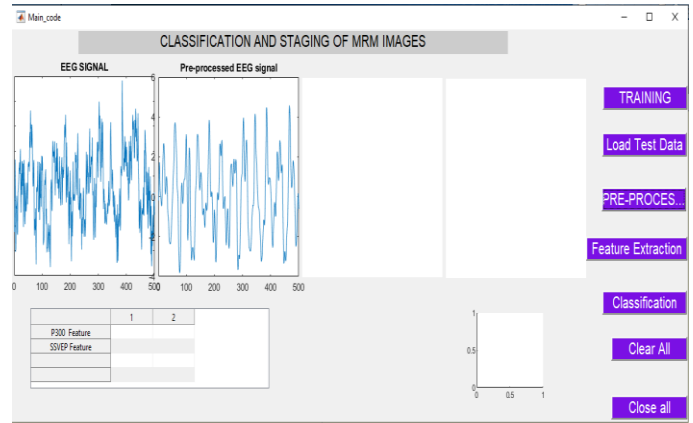 Main_code
CLASSIFICATION AND STAGING OF MRM IMAGES
EEG SIGNAL
Pre-processed EEG signal
6
4
2
0
0 100 200 300 400 500
0 100 200 300 400 500
TRAINING
Load Test Data
PRE-PROCES...
Feature Extraction
Classification
Clear All
Close all
1 2
P300 Feature
SSVEP Feature
1
0.5
0
0 0.5 1